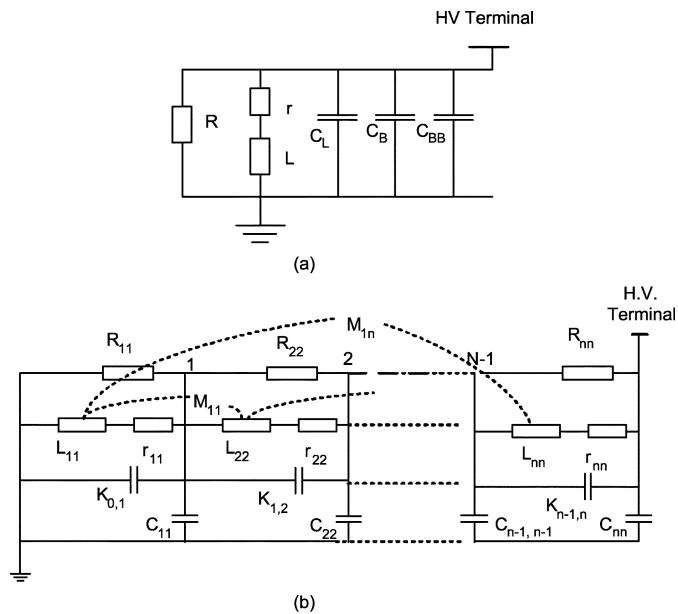 HV Terminal
R
r
L
C_L
C_B
C_BB
(a)
H.V.
Terminal
M_1n
R_11
R_22
R_nn
1
2
N-1
M_11
L_11
r_11
L_22
r_22
L_nn
r_nn
K_0,1
K_1,2
K_n-1,n
C_11
C_22
C_n-1, n-1
C_nn
(b)